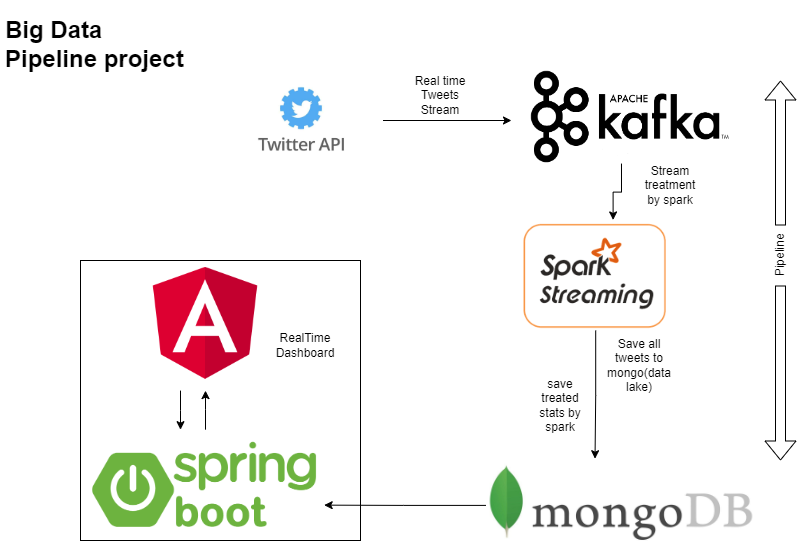 Big Data
Pipeline project
Real time
Tweets
Stream
Twitter API
APACHE
kafka
TM
Stream
treatment
by spark
Pipeline
Spark
Streaming
RealTime
Dashboard
A
Save all
tweets to
mongo(data
lake)
save
treated
stats by
spark
spring
boot
mongoDB